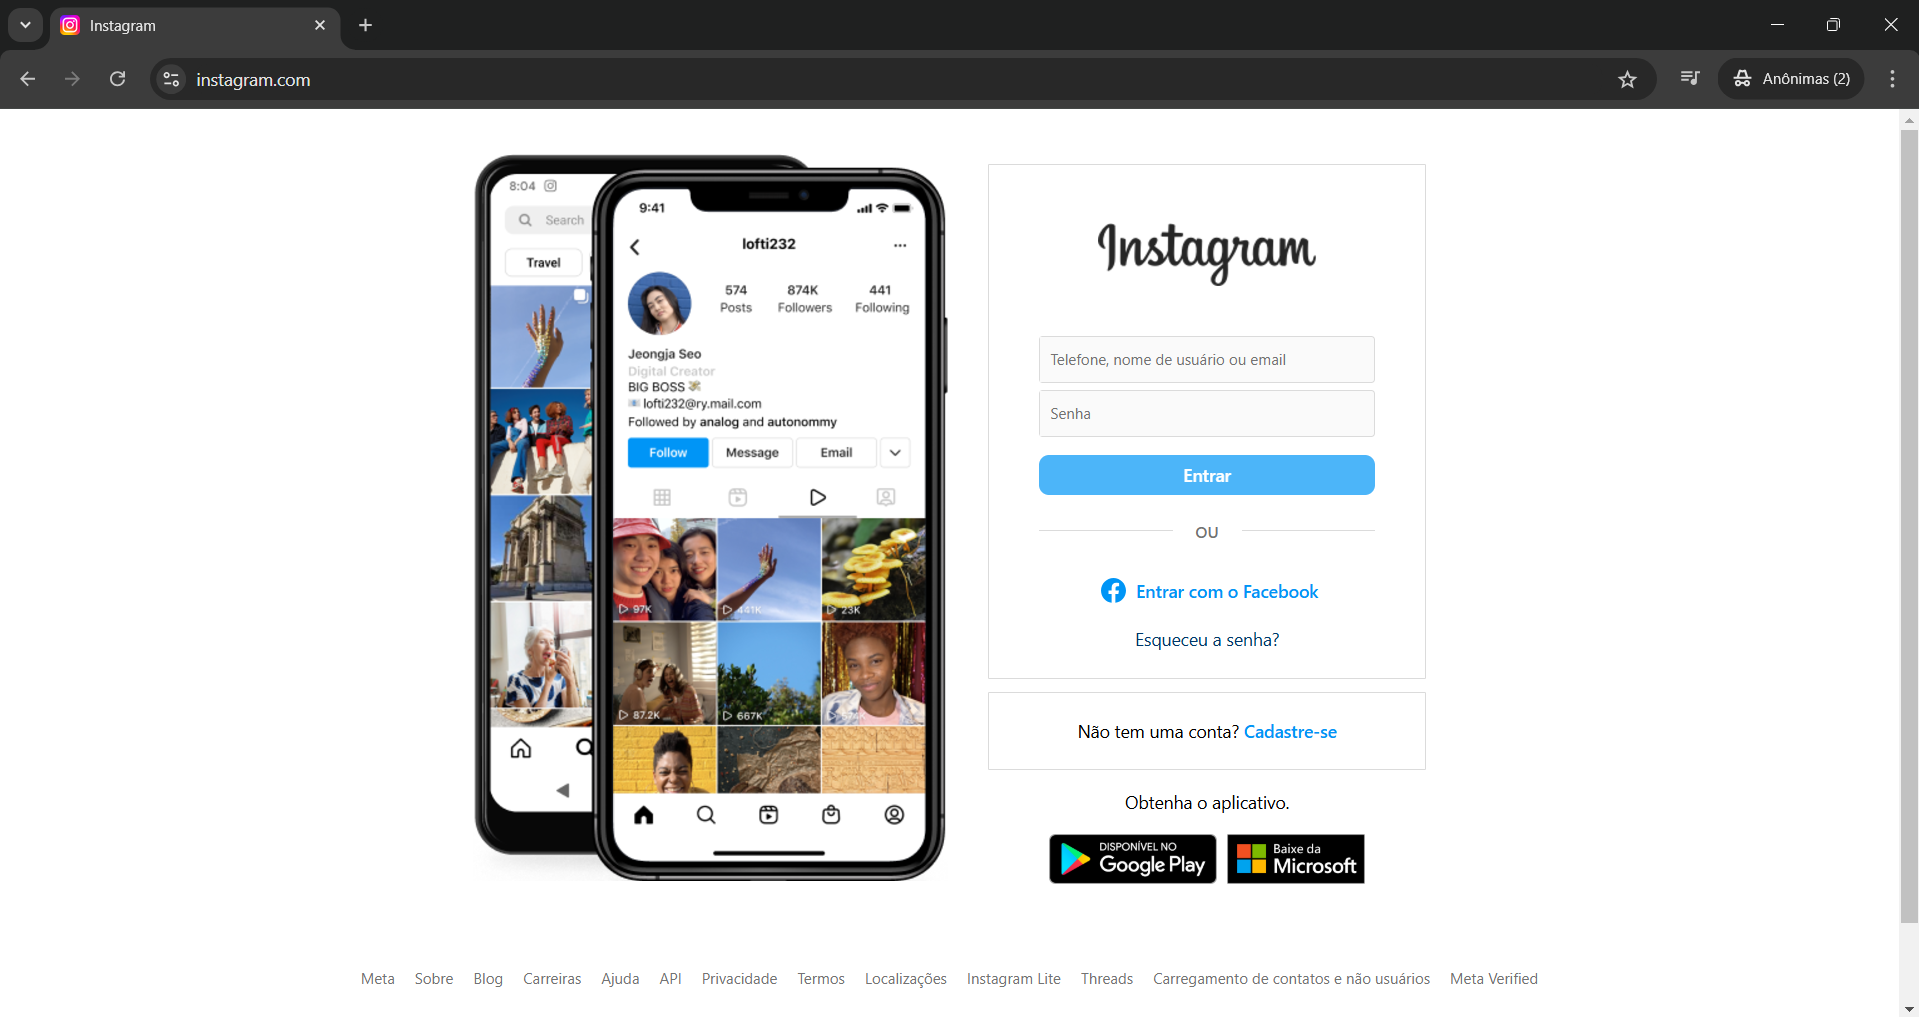 Instagram
instagram.com
Anônimas (2)
8:04
Search
Travel
9:41
lofti232
574
Posts
874K
Followers
441
Following
Jeongja Seo
Digital Creator
BIG BOSS
lofti232@ry.mail.com
Followed by analog and autonommy
Follow
Message
Email
97K
441K
23K
87.2K
667K
Instagram
Telefone, nome de usuário ou email
Senha
Entrar
OU
Entrar com o Facebook
Esqueceu a senha?
Não tem uma conta? Cadastre-se
Obtenha o aplicativo.
DISPONÍVEL NO
Google Play
Baixe da
Microsoft
Meta Sobre Blog Carreiras Ajuda API Privacidade Termos Localizações Instagram Lite Threads Carregamento de contatos e não usuários Meta Verified